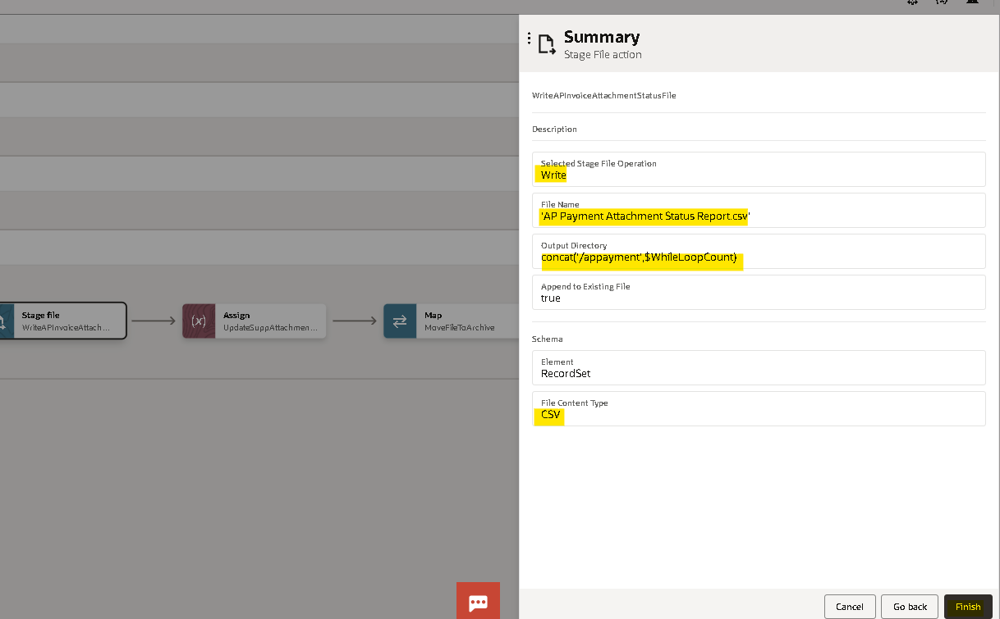 Summary
Stage File action
WriteAPInvoiceAttachmentStatusFile
Description
Selected Stage File Operation
Write
File Name
'AP Payment Attachment Status Report.csv'
Output Directory
concat('/appayment',$WhileLoopCount)
Append to Existing File
true
Schema
Element
RecordSet
File Content Type
CSV
Stage file
WriteAPInvoiceAttach...
(x)
Assign
UpdateSuppAttachmen...
Map
MoveFileToArchive
Cancel
Go back
Finish